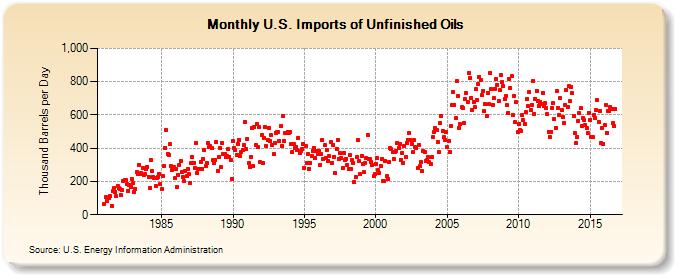 Monthly U.S. Imports of Unfinished Oils
Thousand Barrels per Day
1,000
800
600
400
200
0
1985 1990 1995 2000 2005 2010 2015
Source: U.S. Energy Information Administration